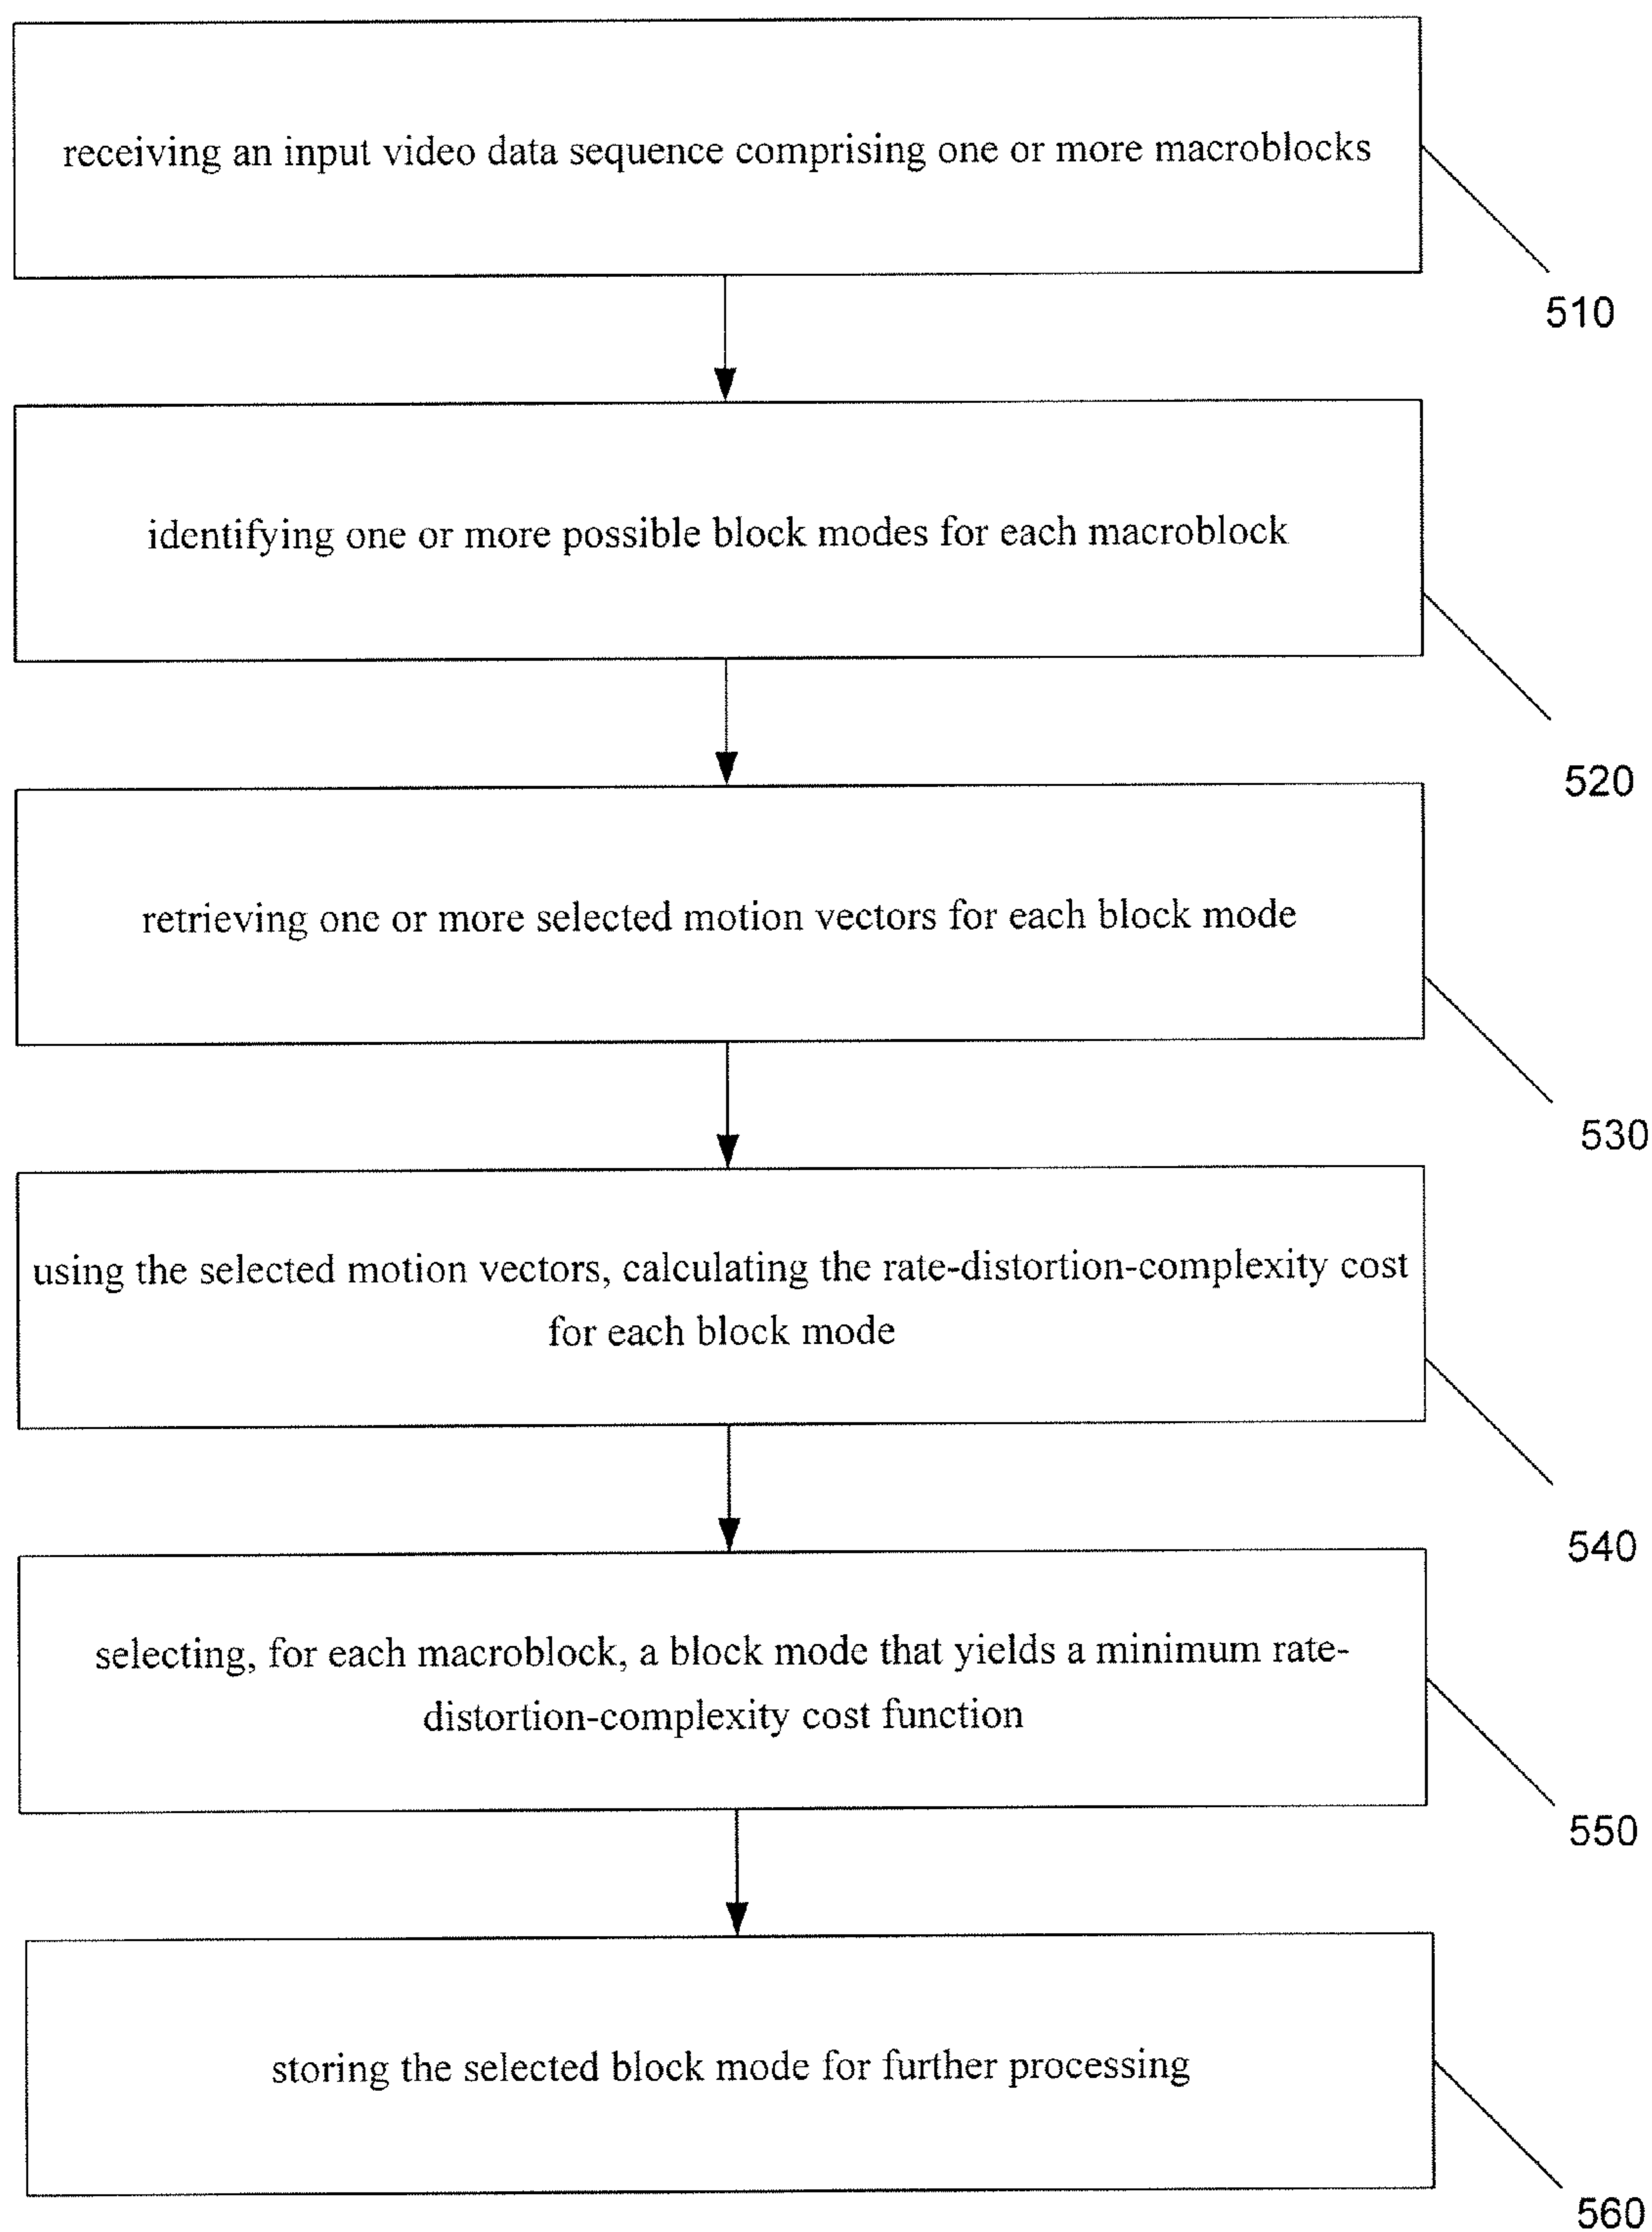 receiving an input video data sequence comprising one or more macroblocks
510
identifying one or more possible block modes for each macroblock
520
retrieving one or more selected motion vectors for each block mode
530
using the selected motion vectors, calculating the rate-distortion-complexity cost
for each block mode
540
selecting, for each macroblock, a block mode that yields a minimum rate-
distortion-complexity cost function
550
storing the selected block mode for further processing
560